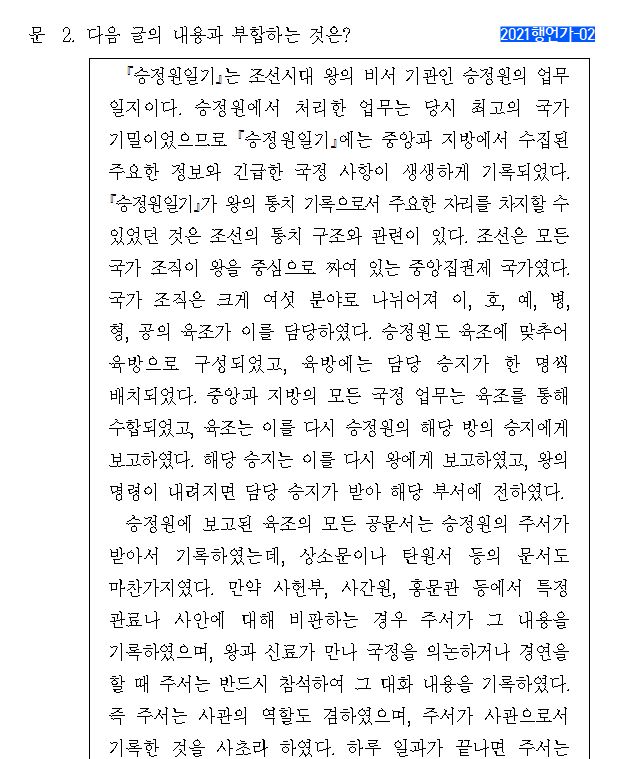 문 2. 다음 글의 내용과 부합하는 것은?
2021행언가-02
『승정원일기』는 조선시대 왕의 비서 기관인 승정원의 업무
일지이다. 승정원에서 처리한 업무는 당시 최고의 국가
기밀이었으므로 『승정원일기』에는 중앙과 지방에서 수집된
주요한 정보와 긴급한 국정 사항이 생생하게 기록되었다.
『승정원일기』가 왕의 통치 기록으로서 주요한 자리를 차지할 수
있었던 것은 조선의 통치 구조와 관련이 있다. 조선은 모든
국가 조직이 왕을 중심으로 짜여 있는 중앙집권제 국가였다.
국가 조직은 크게 여섯 분야로 나뉘어져 이, 호, 예, 병,
형, 공의 육조가 이를 담당하였다. 승정원도 육조에 맞추어
육방으로 구성되었고, 육방에는 담당 승지가 한 명씩
배치되었다. 중앙과 지방의 모든 국정 업무는 육조를 통해
수합되었고, 육조는 이를 다시 승정원의 해당 방의 승지에게
보고하였다. 해당 승지는 이를 다시 왕에게 보고하였고, 왕의
명령이 내려지면 담당 승지가 받아 해당 부서에 전하였다.
승정원에 보고된 육조의 모든 공문서는 승정원의 주서가
받아서 기록하였는데, 상소문이나 탄원서 등의 문서도
마찬가지였다. 만약 사헌부, 사간원, 홍문관 등에서 특정
관료나 사안에 대해 비판하는 경우 주서가 그 내용을
기록하였으며, 왕과 신료가 만나 국정을 의논하거나 경연을
할 때 주서는 반드시 참석하여 그 대화 내용을 기록하였다.
즉 주서는 사관의 역할도 겸하였으며, 주서가 사관으로서
기록한 것을 사초라 하였다. 하루 일과가 끝나면 주서는